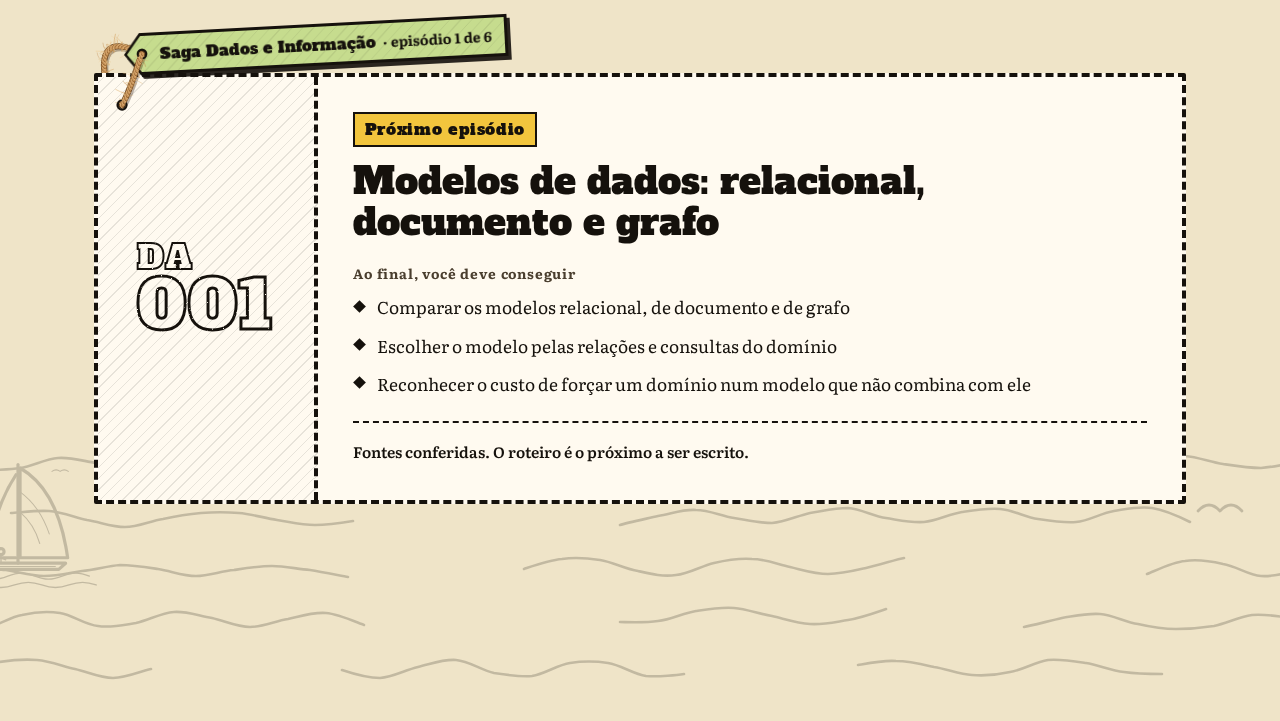 Saga Dados e Informação · episódio 1 de 6
DA
001
Próximo episódio
Modelos de dados: relacional,
documento e grafo
Ao final, você deve conseguir
Comparar os modelos relacional, de documento e de grafo
Escolher o modelo pelas relações e consultas do domínio
Reconhecer o custo de forçar um domínio num modelo que não combina com ele
Fontes conferidas. O roteiro é o próximo a ser escrito.